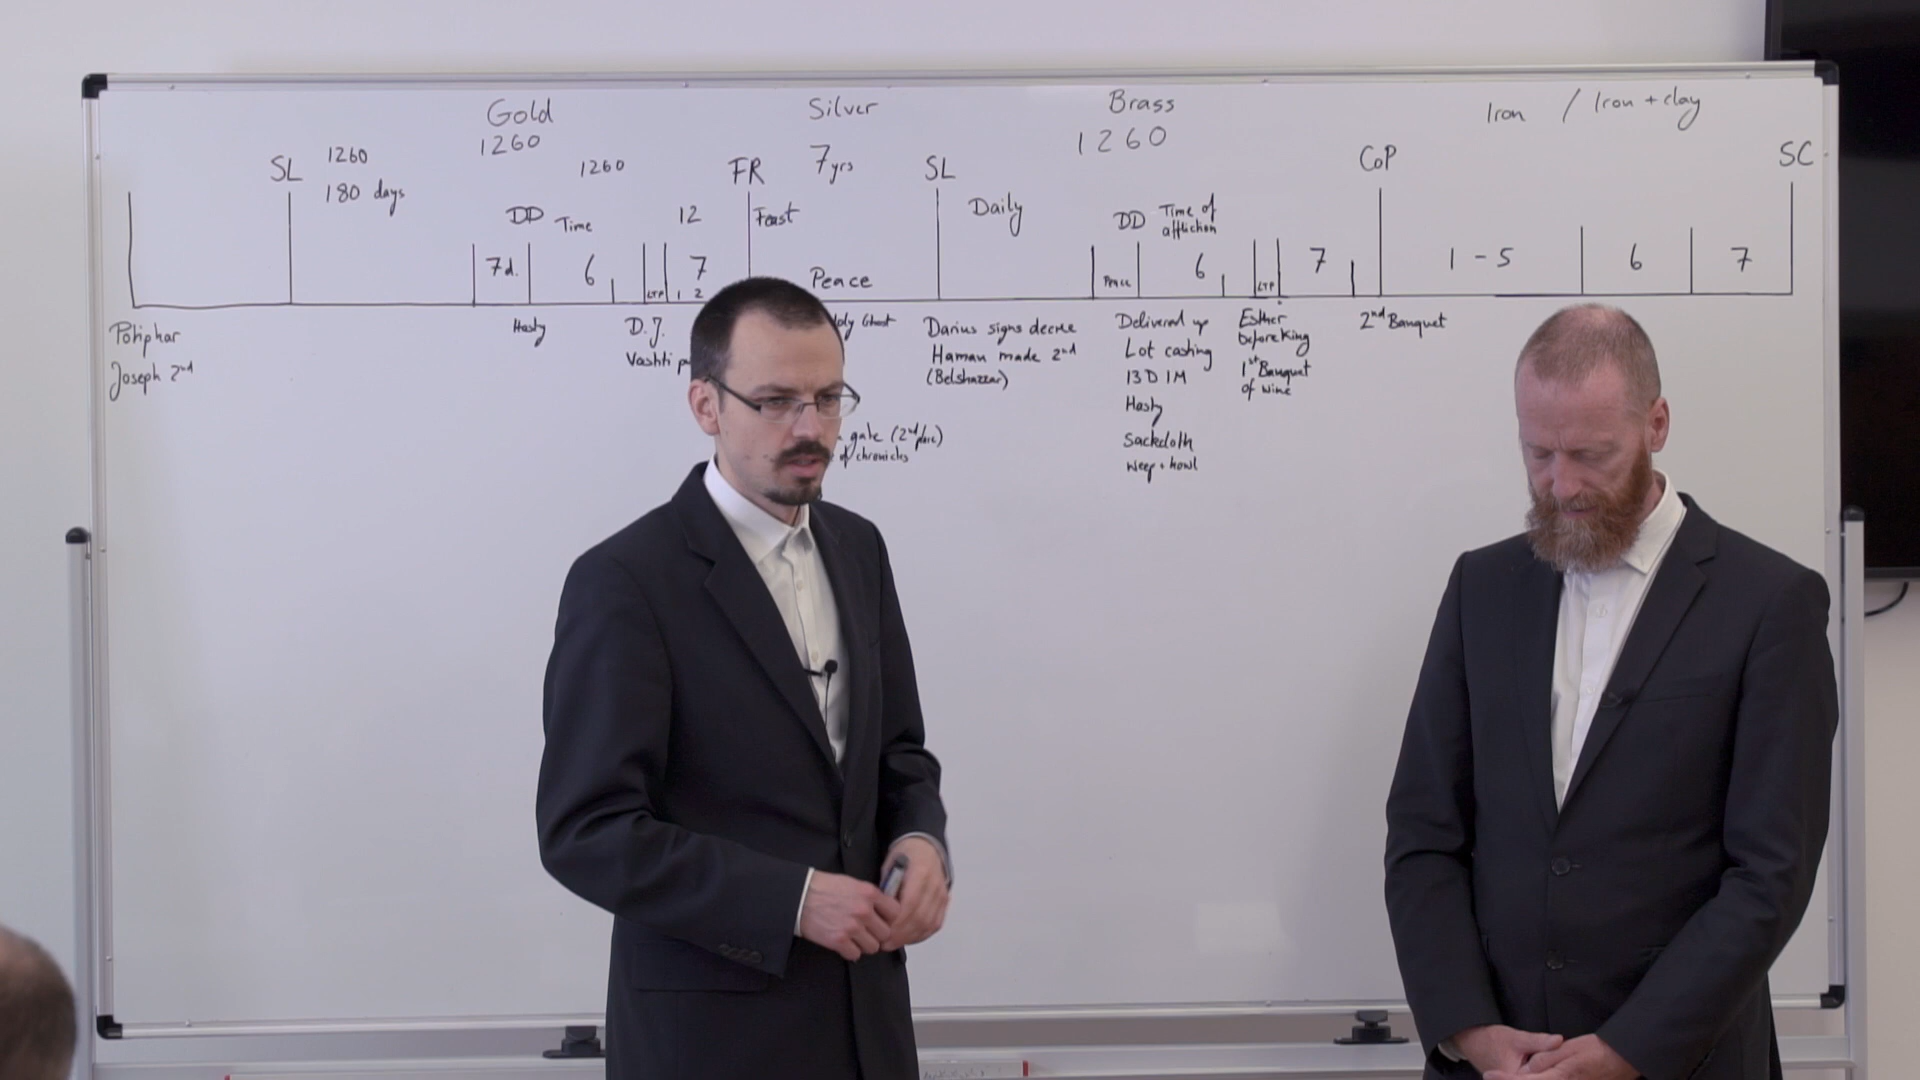 Gold
Silver
Brass
Iron / Iron + clay
1260
7yrs
1260
SL
1260
180 days
1260
FR
SL
CoP
SC
DD
Time
12
Feast
Daily
DD
Time of
affliction
7d.
6
LTP
7
1 2
Peace
Peace
6
LTP
7
1-5
6
7
Potiphar
Joseph 2nd
Hasty
D.J.
Vashti
Holy Ghost
gate (2nd place)
of chronicles
Darius signs decree
Haman made 2nd
(Belshazzar)
Delivered up
Lot casting
13D 1M
Hasty
Sackcloth
weep + howl
Esther
before King
1st Banquet
of wine
2nd Banquet